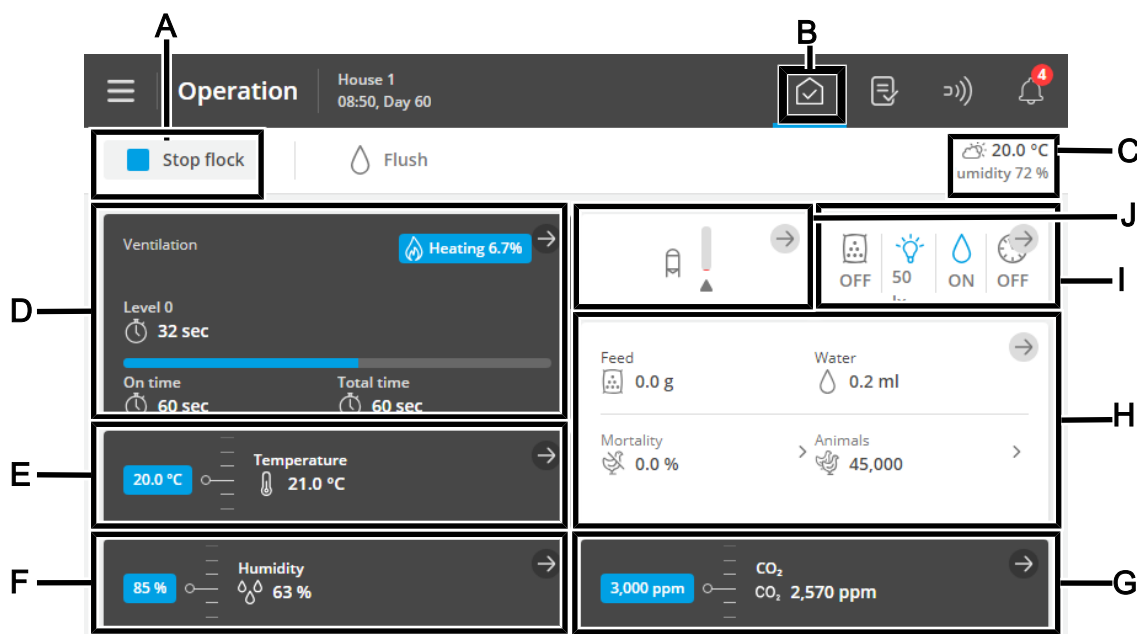 A
B
Operation
House 1
08:50, Day 60
4
Stop flock
Flush
20.0 °C
umidity 72 %
C
J
Ventilation
Heating 6.7%
OFF
50
ON
OFF
I
D
Level 0
32 sec
On time
Total time
60 sec
60 sec
Feed
Water
0.0 g
0.2 ml
H
Mortality
Animals
0.0 %
45,000
E
20.0 °C
Temperature
21.0 °C
F
85 %
Humidity
63 %
3,000 ppm
CO₂
CO₂ 2,570 ppm
G